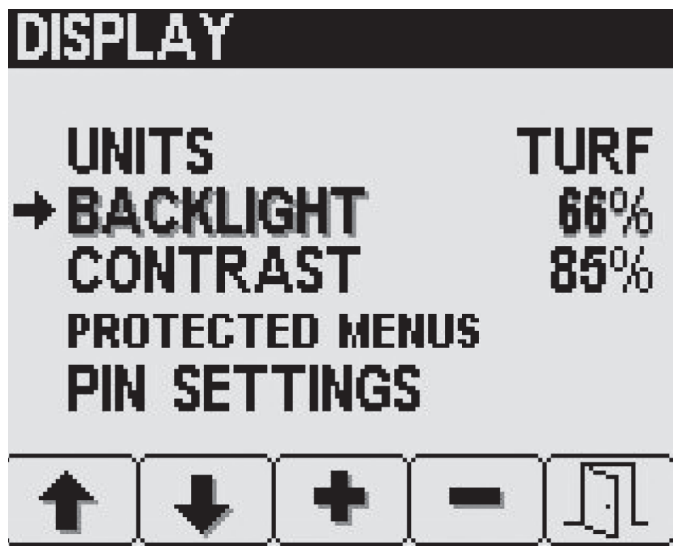 DISPLAY
UNITS TURF
BACKLIGHT 66%
CONTRAST 85%
PROTECTED MENUS
PIN SETTINGS